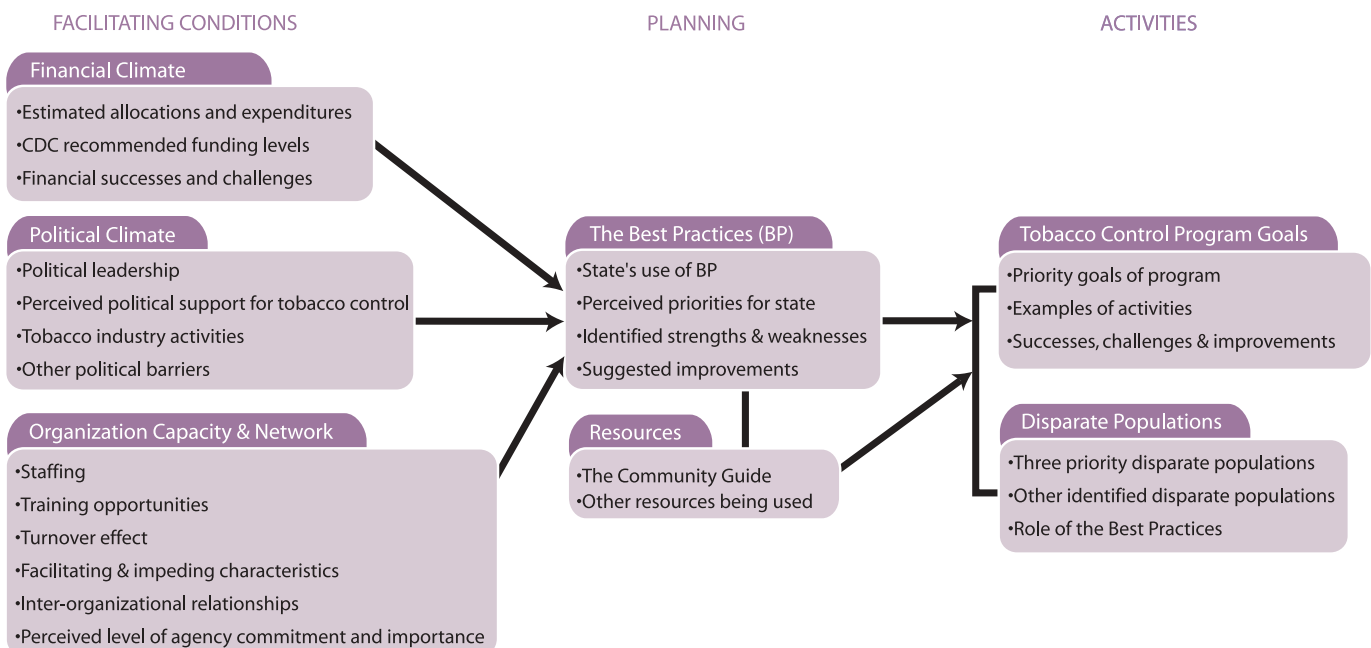 FACILITATING CONDITIONS
Financial Climate
•Estimated allocations and expenditures
•CDC recommended funding levels
•Financial successes and challenges
Political Climate
•Political leadership
•Perceived political support for tobacco control
•Tobacco industry activities
•Other political barriers
Organization Capacity & Network
•Staffing
•Training opportunities
•Turnover effect
•Facilitating & impeding characteristics
•Inter-organizational relationships
•Perceived level of agency commitment and importance
PLANNING
The Best Practices (BP)
•State's use of BP
•Perceived priorities for state
•Identified strengths & weaknesses
•Suggested improvements
Resources
•The Community Guide
•Other resources being used
ACTIVITIES
Tobacco Control Program Goals
•Priority goals of program
•Examples of activities
•Successes, challenges & improvements
Disparate Populations
•Three priority disparate populations
•Other identified disparate populations
•Role of the Best Practices